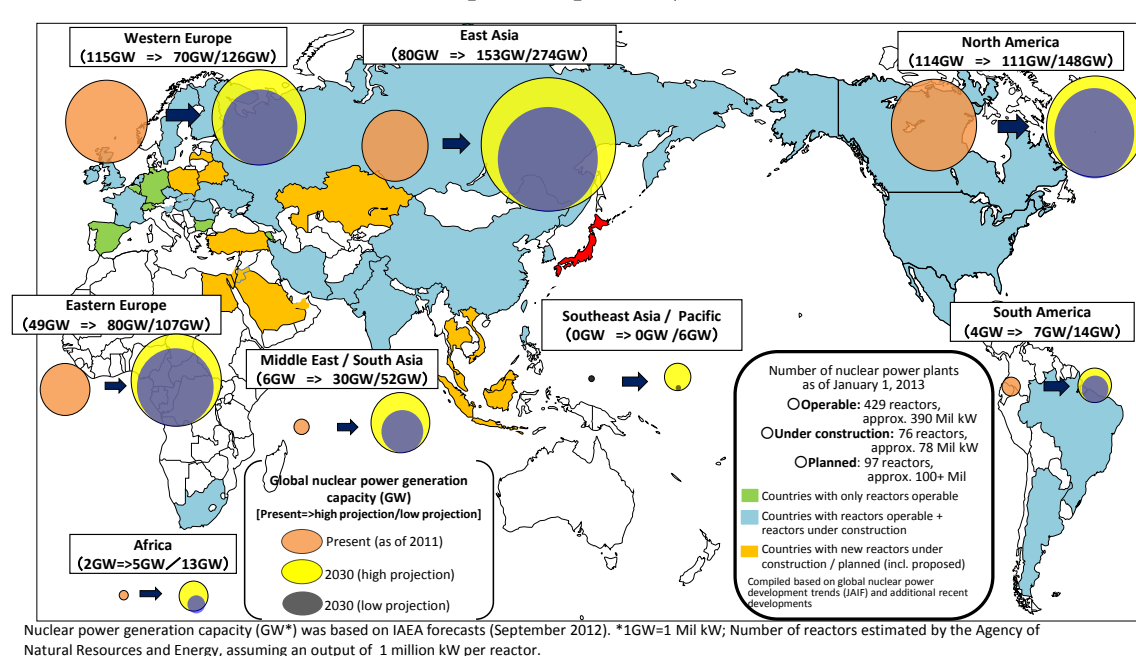 Western Europe
(115GW => 70GW/126GW)
East Asia
(80GW => 153GW/274GW)
North America
(114GW => 111GW/148GW)
Eastern Europe
(49GW => 80GW/107GW)
Middle East / South Asia
(6GW => 30GW/52GW)
Southeast Asia / Pacific
(0GW => 0GW /6GW)
South America
(4GW => 7GW/14GW)
Africa
(2GW=>5GW／13GW)
Global nuclear power generation
capacity (GW)
[Present=>high projection/low projection]
Present (as of 2011)
2030 (high projection)
2030 (low projection)
Number of nuclear power plants
as of January 1, 2013
○Operable: 429 reactors,
approx. 390 Mil kW
○Under construction: 76 reactors,
approx. 78 Mil kW
○Planned: 97 reactors,
approx. 100+ Mil
Countries with only reactors operable
Countries with reactors operable +
reactors under construction
Countries with new reactors under
construction / planned (incl. proposed)
Compiled based on global nuclear power
development trends (JAIF) and additional recent
developments
Nuclear power generation capacity (GW*) was based on IAEA forecasts (September 2012). *1GW=1 Mil kW; Number of reactors estimated by the Agency of
Natural Resources and Energy, assuming an output of 1 million kW per reactor.